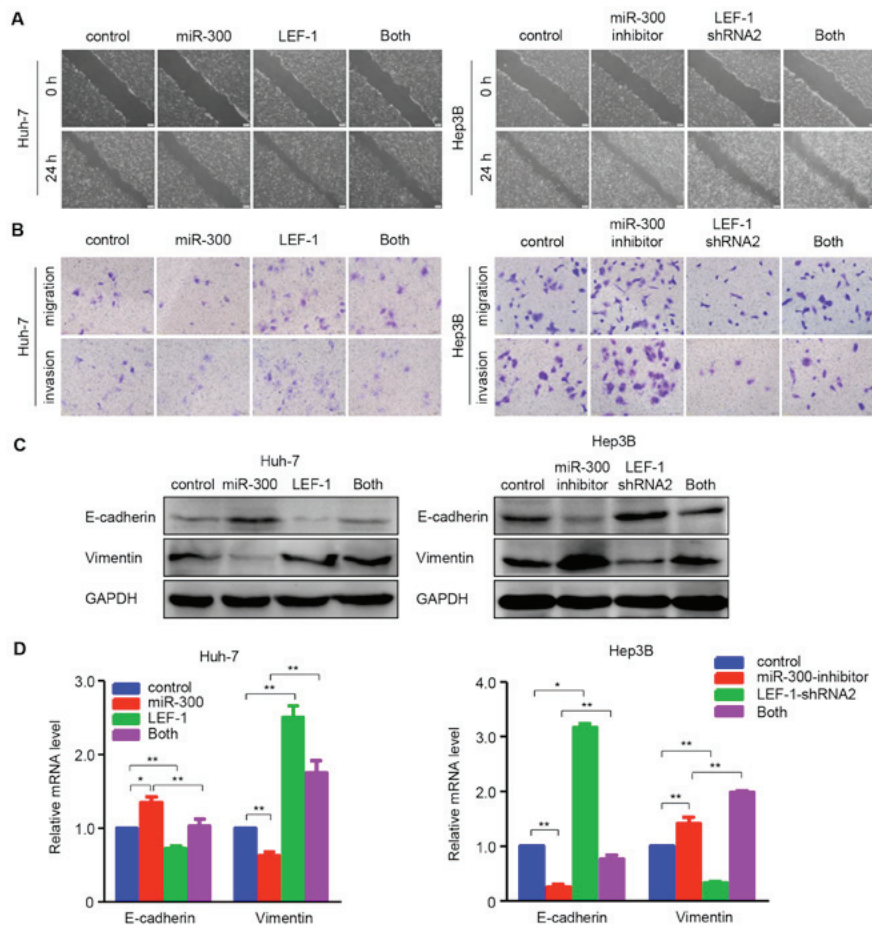 A
control miR-300 LEF-1 Both
control miR-300 inhibitor LEF-1 shRNA2 Both
Huh-7
0 h
24 h
Hep3B
0 h
24 h
B
control miR-300 LEF-1 Both
control miR-300 inhibitor LEF-1 shRNA2 Both
Huh-7
migration
invasion
Hep3B
migration
invasion
C
Huh-7
control miR-300 LEF-1 Both
E-cadherin
Vimentin
GAPDH
Hep3B
control miR-300 inhibitor LEF-1 shRNA2 Both
E-cadherin
Vimentin
GAPDH
D
Huh-7
Relative mRNA level
3.0
2.0
1.0
0
control
miR-300
LEF-1
Both
**
*
**
**
**
**
E-cadherin Vimentin
Hep3B
Relative mRNA level
4.0
3.0
2.0
1.0
0.0
control
miR-300-inhibitor
LEF-1-shRNA2
Both
*
**
**
**
**
**
E-cadherin Vimentin